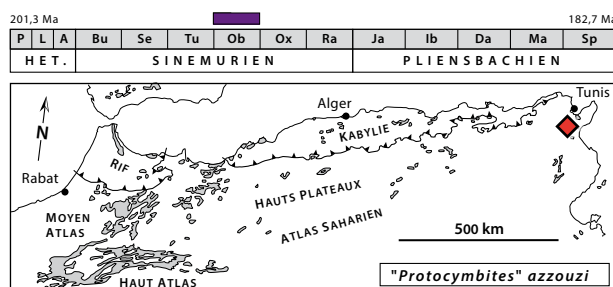 201,3 Ma 182,7 Ma
P L A Bu Se Tu Ob Ox Ra Ja Ib Da Ma Sp
HET. SINEMURIEN PLIENSBACHIEN
Tunis
Alger
KABYLIE
N
RIF
Rabat
HAUTS PLATEAUX
MOYEN
ATLAS
ATLAS SAHARIEN
500 km
HAUT ATLAS
"Protocymbites" azzouzi